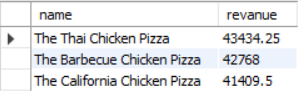 name revanue
The Thai Chicken Pizza 43434.25
The Barbecue Chicken Pizza 42768
The California Chicken Pizza 41409.5